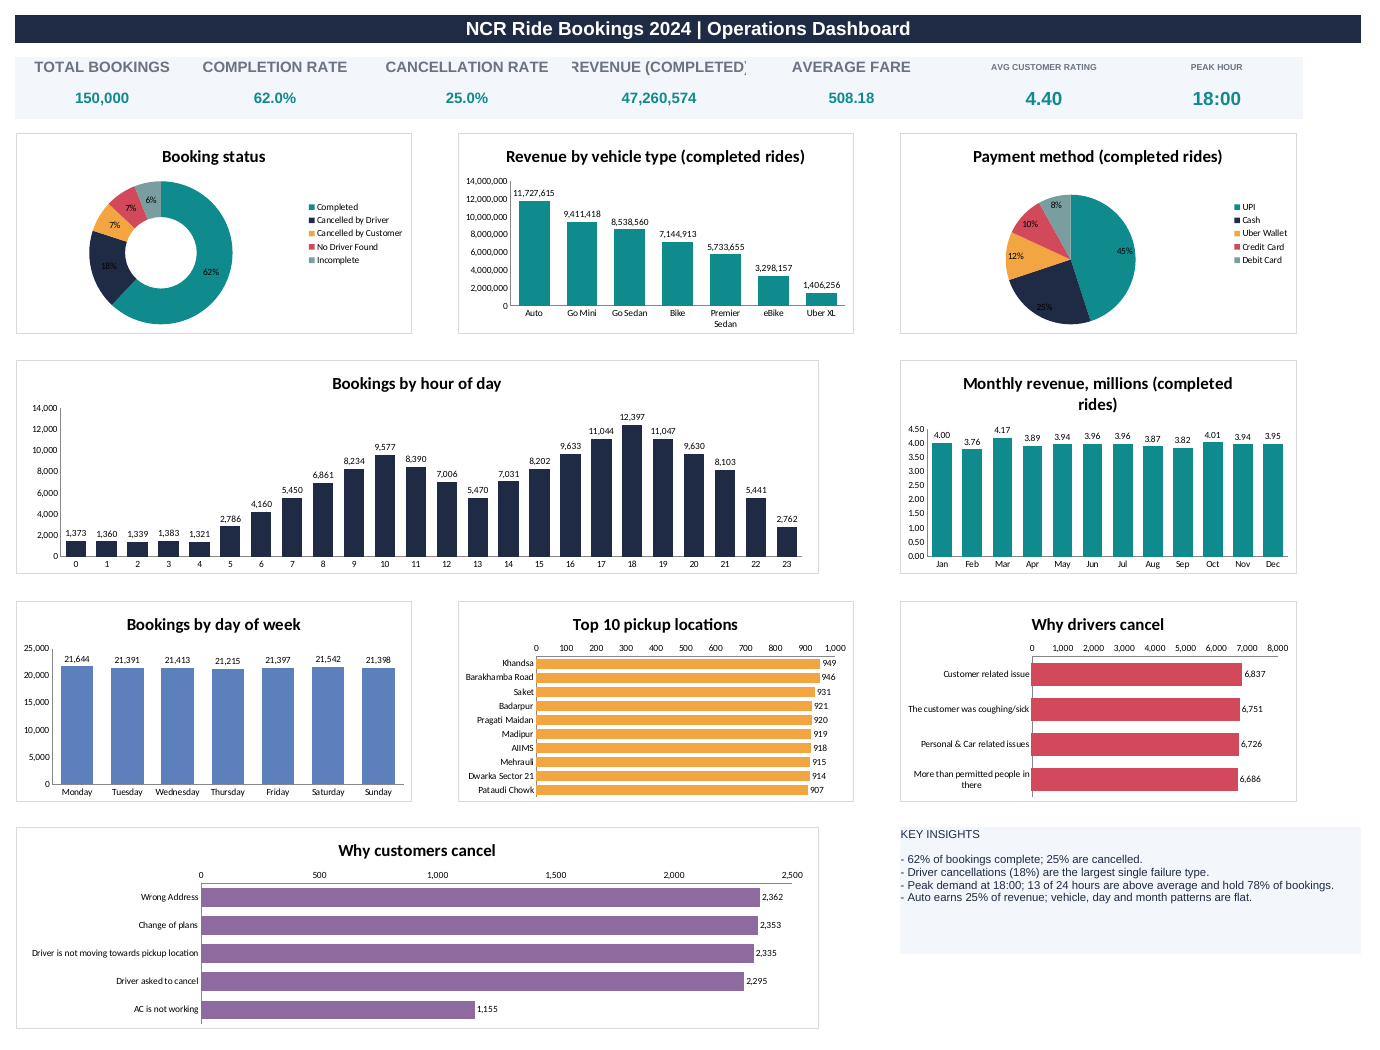 NCR Ride Bookings 2024 | Operations Dashboard
TOTAL BOOKINGS
150,000
COMPLETION RATE
62.0%
CANCELLATION RATE
25.0%
REVENUE (COMPLETED)
47,260,574
AVERAGE FARE
508.18
AVG CUSTOMER RATING
4.40
PEAK HOUR
18:00
Booking status
6%
7%
7%
18%
62%
Completed
Cancelled by Driver
Cancelled by Customer
No Driver Found
Incomplete
Revenue by vehicle type (completed rides)
14,000,000
12,000,000
10,000,000
8,000,000
6,000,000
4,000,000
2,000,000
0
11,727,615
9,411,418
8,538,560
7,144,913
5,733,655
3,298,157
1,406,256
Auto
Go Mini
Go Sedan
Bike
Premier
Sedan
eBike
Uber XL
Payment method (completed rides)
8%
10%
12%
25%
45%
UPI
Cash
Uber Wallet
Credit Card
Debit Card
Bookings by hour of day
14,000
12,000
10,000
8,000
6,000
4,000
2,000
0
1,373
1,360
1,339
1,383
1,321
2,786
4,160
5,450
6,861
8,234
9,577
8,390
7,006
5,470
7,031
8,202
9,633
11,044
12,397
11,047
9,630
8,103
5,441
2,762
0 1 2 3 4 5 6 7 8 9 10 11 12 13 14 15 16 17 18 19 20 21 22 23
Monthly revenue, millions (completed
rides)
4.50
4.00
3.50
3.00
2.50
2.00
1.50
1.00
0.50
0.00
4.00
3.76
4.17
3.89
3.94
3.96
3.96
3.87
3.82
4.01
3.94
3.95
Jan Feb Mar Apr May Jun Jul Aug Sep Oct Nov Dec
Bookings by day of week
25,000
20,000
15,000
10,000
5,000
0
21,644
21,391
21,413
21,215
21,397
21,542
21,398
Monday Tuesday Wednesday Thursday Friday Saturday Sunday
Top 10 pickup locations
0 100 200 300 400 500 600 700 800 900 1,000
Khandsa 949
Barakhamba Road 946
Saket 931
Badarpur 921
Pragati Maidan 920
Madipur 919
AIIMS 918
Mehrauli 915
Dwarka Sector 21 914
Pataudi Chowk 907
Why drivers cancel
0 1,000 2,000 3,000 4,000 5,000 6,000 7,000 8,000
Customer related issue 6,837
The customer was coughing/sick 6,751
Personal & Car related issues 6,726
More than permitted people in
there
6,686
Why customers cancel
0 500 1,000 1,500 2,000 2,500
Wrong Address 2,362
Change of plans 2,353
Driver is not moving towards pickup location 2,335
Driver asked to cancel 2,295
AC is not working 1,155
KEY INSIGHTS
- 62% of bookings complete; 25% are cancelled.
- Driver cancellations (18%) are the largest single failure type.
- Peak demand at 18:00; 13 of 24 hours are above average and hold 78% of bookings.
- Auto earns 25% of revenue; vehicle, day and month patterns are flat.